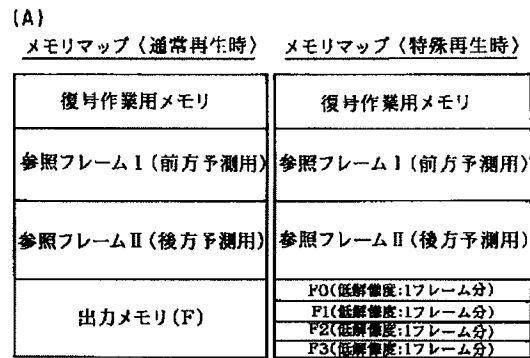 (A)
メモリマップ〈通常再生時〉
メモリマップ〈特殊再生時〉
復号作業用メモリ
参照フレームⅠ(前方予測用)
参照フレームⅡ(後方予測用)
出力メモリ(F)
復号作業用メモリ
参照フレームⅠ(前方予測用)
参照フレームⅡ(後方予測用)
F0(低解像度:1フレーム分)
F1(低解像度:1フレーム分)
F2(低解像度:1フレーム分)
F3(低解像度:1フレーム分)